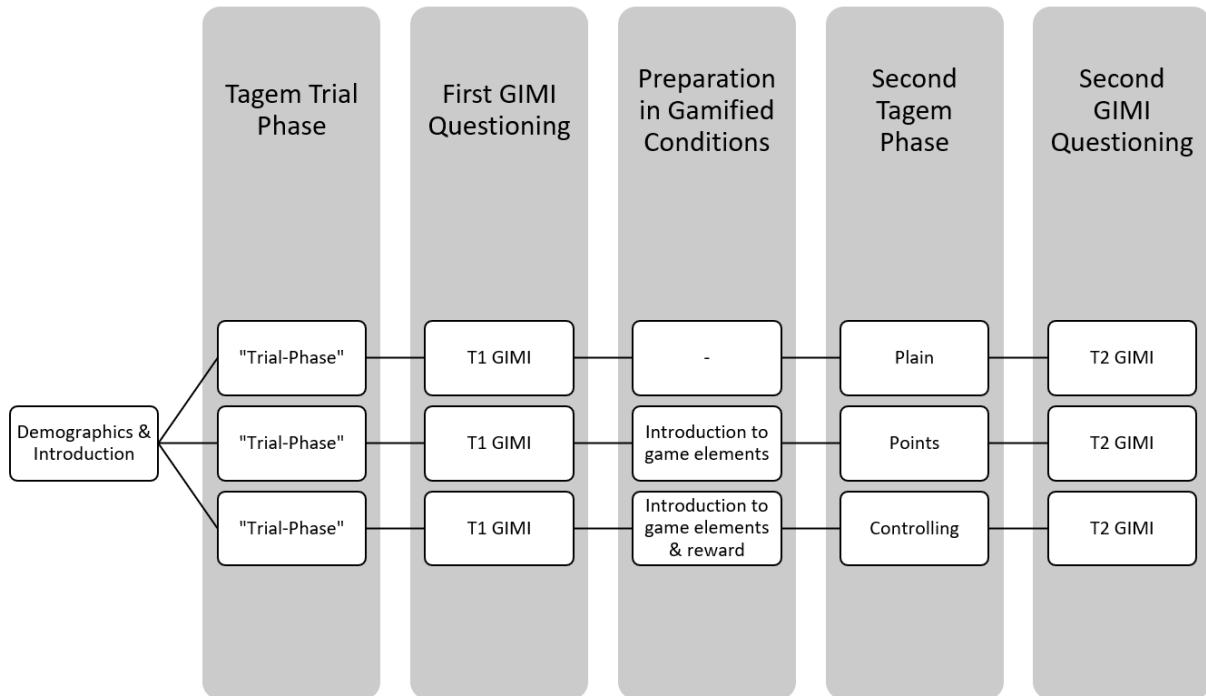 Tagem Trial
Phase
First GIMI
Questioning
Preparation
in Gamified
Conditions
Second
Tagem
Phase
Second
GIMI
Questioning
Demographics &
Introduction
"Trial-Phase"
T1 GIMI
-
Plain
T2 GIMI
"Trial-Phase"
T1 GIMI
Introduction to
game elements
Points
T2 GIMI
"Trial-Phase"
T1 GIMI
Introduction to
game elements
& reward
Controlling
T2 GIMI